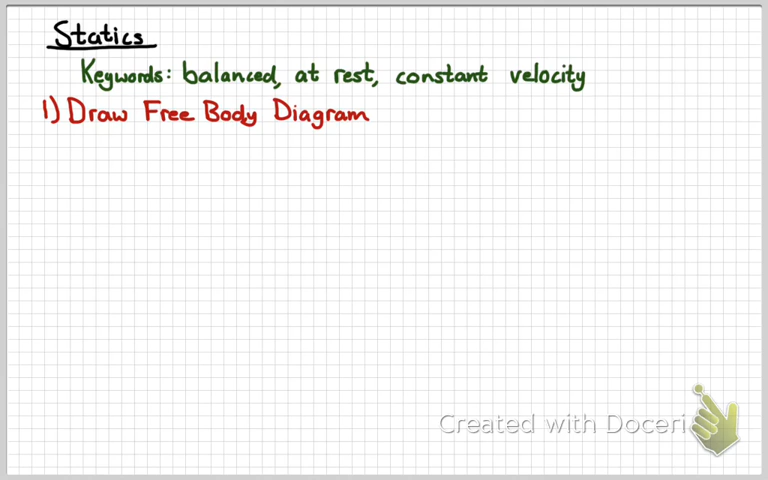 Statics
Keywords: balanced, at rest, constant velocity
1) Draw Free Body Diagram
Created with Doceri